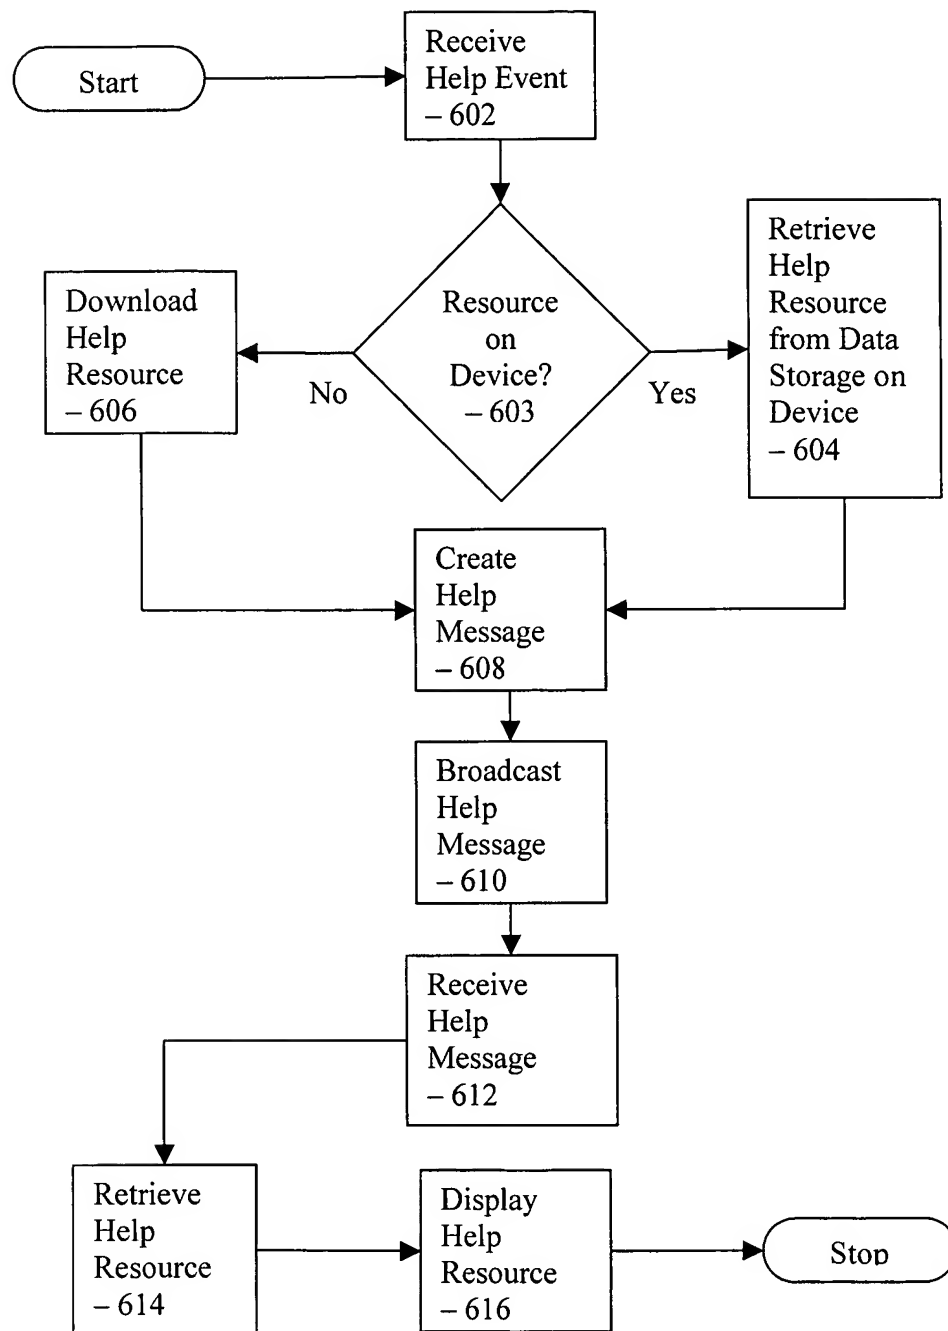 Start
Receive
Help Event
– 602
Resource
on
Device?
– 603
No
Yes
Download
Help
Resource
– 606
Retrieve
Help
Resource
from Data
Storage on
Device
– 604
Create
Help
Message
– 608
Broadcast
Help
Message
– 610
Receive
Help
Message
– 612
Retrieve
Help
Resource
– 614
Display
Help
Resource
– 616
Stop